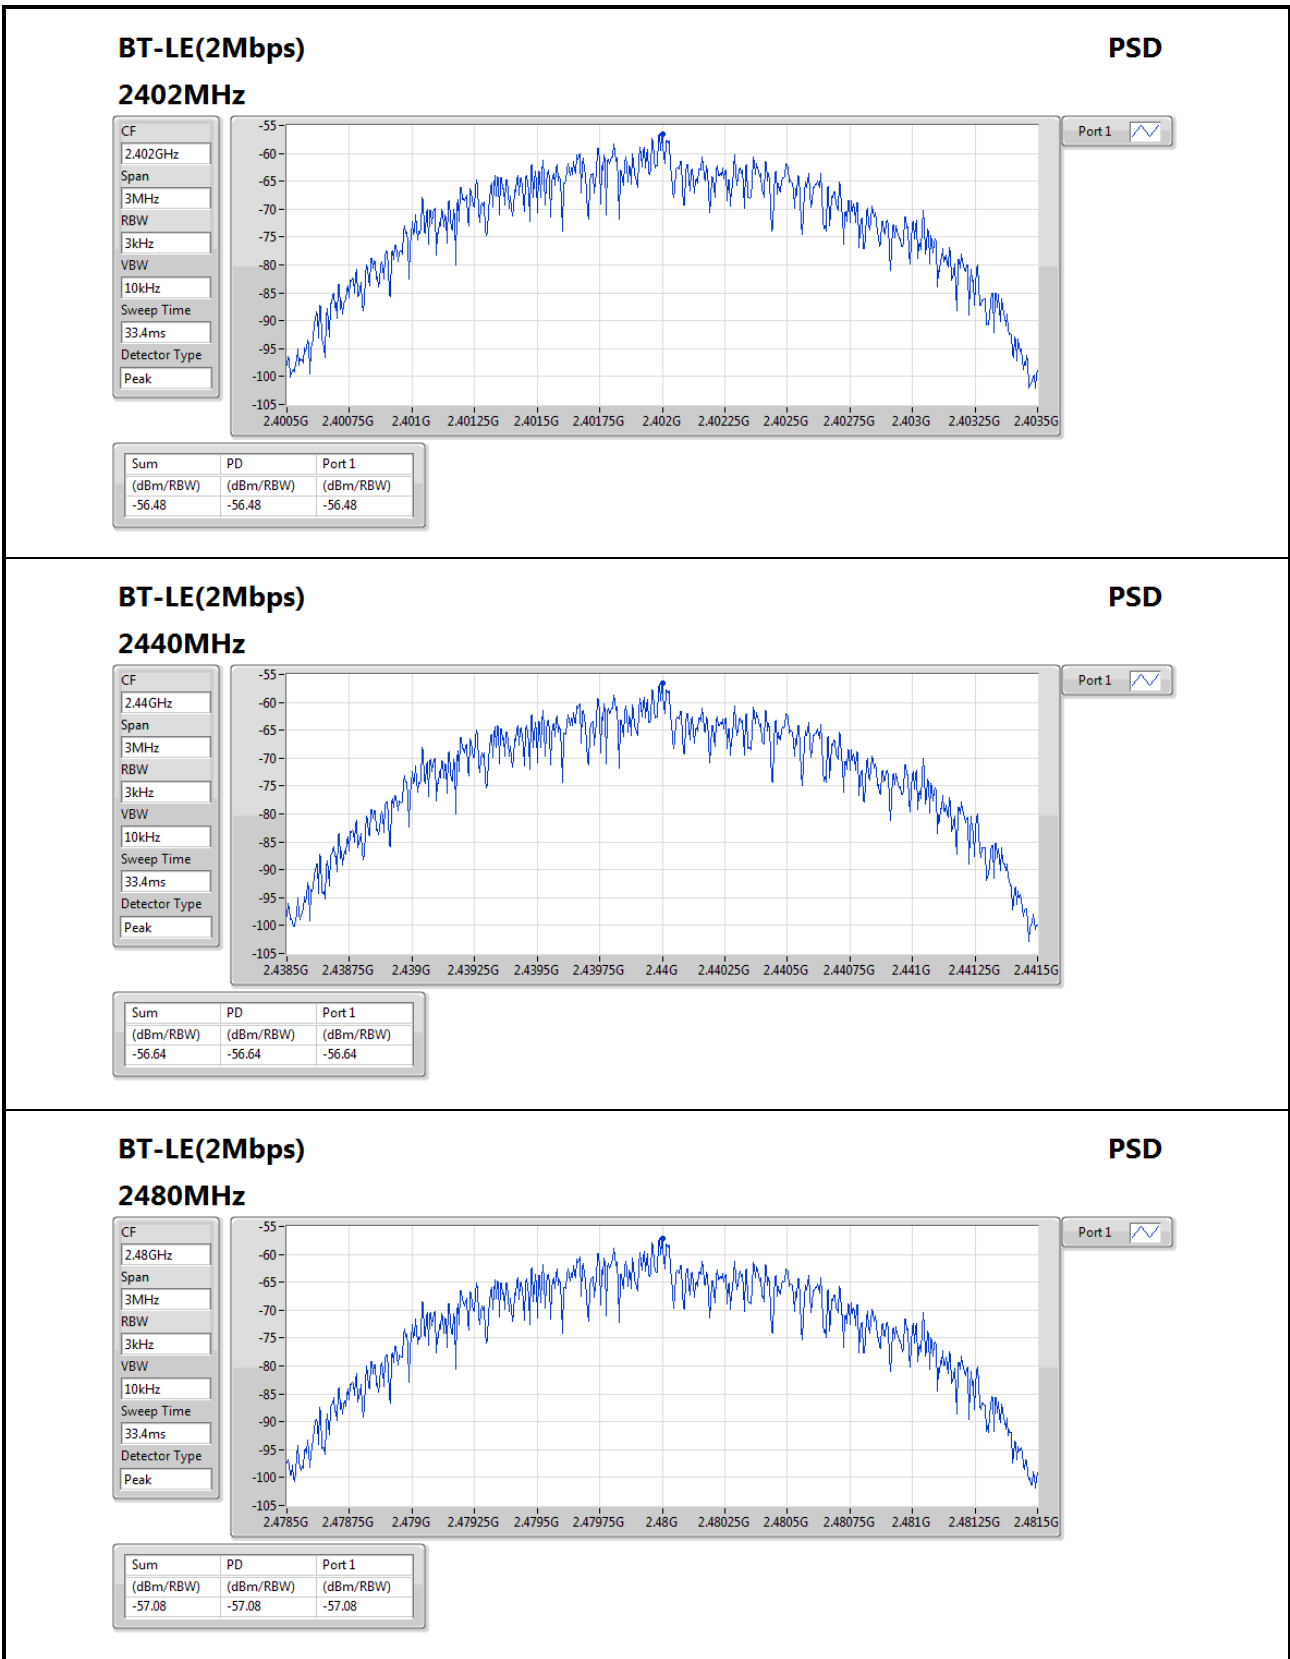 BT-LE(2Mbps) PSD
2402MHz
CF
2.402GHz
Span
3MHz
RBW
3kHz
VBW
10kHz
Sweep Time
33.4ms
Detector Type
Peak
-55
-60
-65
-70
-75
-80
-85
-90
-95
-100
-105
2.4005G 2.40075G 2.401G 2.40125G 2.4015G 2.40175G 2.402G 2.40225G 2.4025G 2.40275G 2.403G 2.40325G 2.4035G
Port 1
Sum PD Port 1
(dBm/RBW) (dBm/RBW) (dBm/RBW)
-56.48 -56.48 -56.48
BT-LE(2Mbps) PSD
2440MHz
CF
2.44GHz
Span
3MHz
RBW
3kHz
VBW
10kHz
Sweep Time
33.4ms
Detector Type
Peak
-55
-60
-65
-70
-75
-80
-85
-90
-95
-100
-105
2.4385G 2.43875G 2.439G 2.43925G 2.4395G 2.43975G 2.44G 2.44025G 2.4405G 2.44075G 2.441G 2.44125G 2.4415G
Port 1
Sum PD Port 1
(dBm/RBW) (dBm/RBW) (dBm/RBW)
-56.64 -56.64 -56.64
BT-LE(2Mbps) PSD
2480MHz
CF
2.48GHz
Span
3MHz
RBW
3kHz
VBW
10kHz
Sweep Time
33.4ms
Detector Type
Peak
-55
-60
-65
-70
-75
-80
-85
-90
-95
-100
-105
2.4785G 2.47875G 2.479G 2.47925G 2.4795G 2.47975G 2.48G 2.48025G 2.4805G 2.48075G 2.481G 2.48125G 2.4815G
Port 1
Sum PD Port 1
(dBm/RBW) (dBm/RBW) (dBm/RBW)
-57.08 -57.08 -57.08